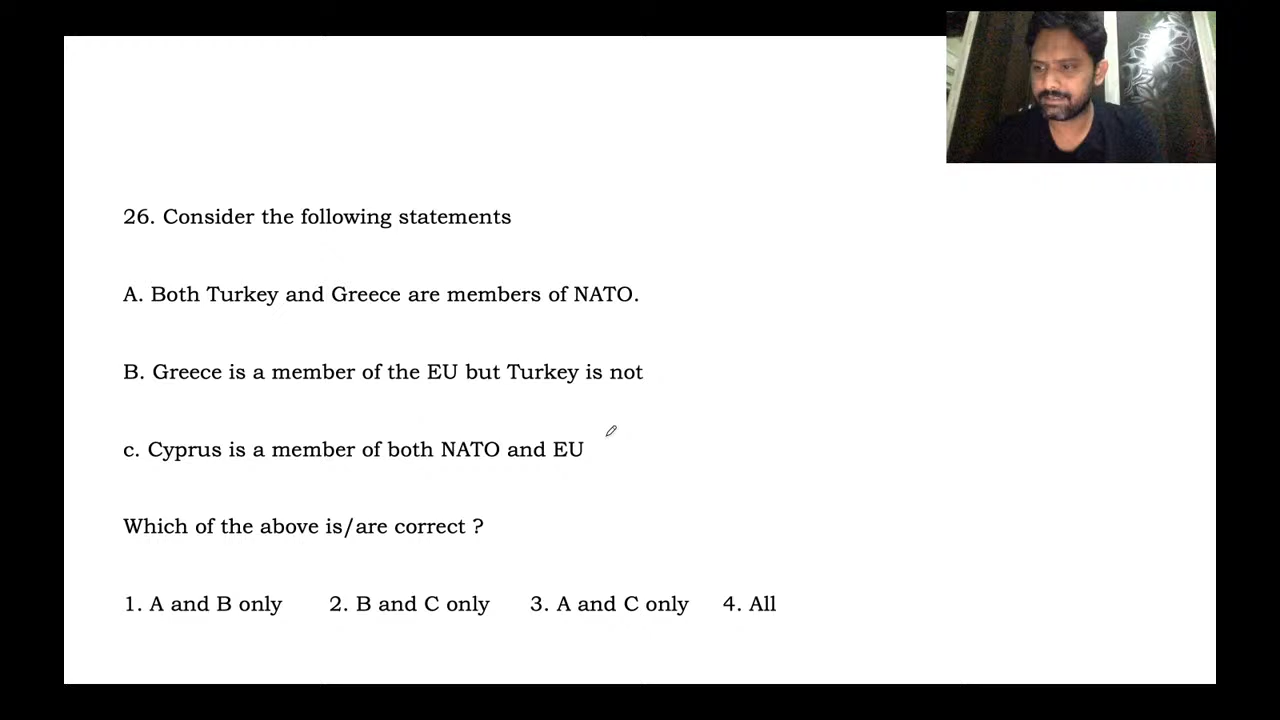 26. Consider the following statements
A. Both Turkey and Greece are members of NATO.
B. Greece is a member of the EU but Turkey is not
c. Cyprus is a member of both NATO and EU
Which of the above is/are correct ?
1. A and B only 2. B and C only 3. A and C only 4. All